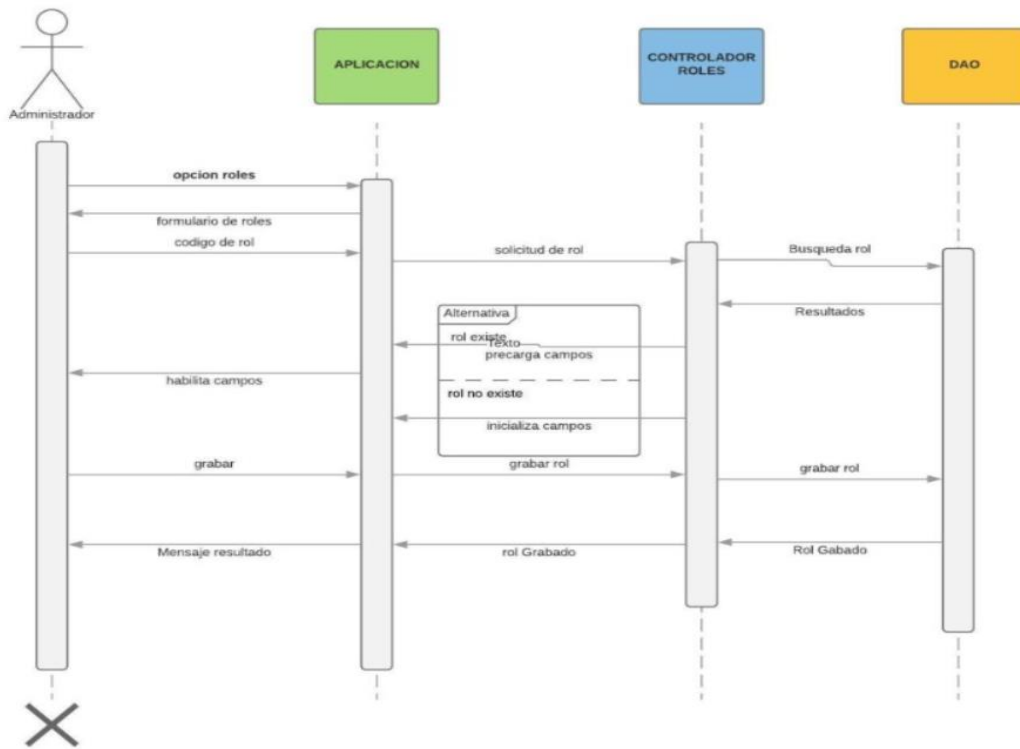 APLICACION
CONTROLADOR
ROLES
DAO
Administrador
opcion roles
formulario de roles
codigo de rol
solicitud de rol
Busqueda rol
Resultados
Alternativa
rol existe
Texto
precarga campos
habilita campos
rol no existe
inicializa campos
grabar
grabar rol
grabar rol
Mensaje resultado
rol Grabado
Rol Gabado